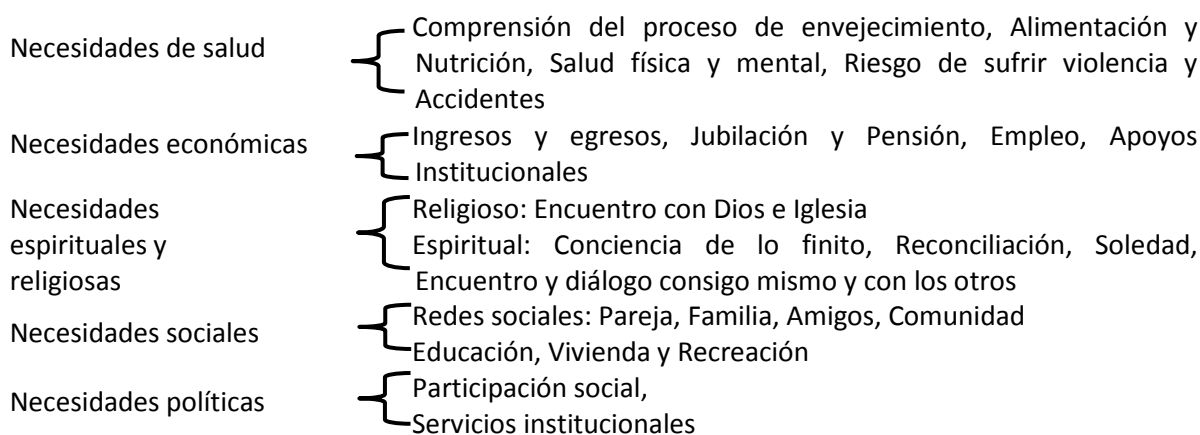 Necesidades de salud
Comprensión del proceso de envejecimiento, Alimentación y
Nutrición, Salud física y mental, Riesgo de sufrir violencia y
Accidentes
Necesidades económicas
Ingresos y egresos, Jubilación y Pensión, Empleo, Apoyos
Institucionales
Necesidades
espirituales y
religiosas
Religioso: Encuentro con Dios e Iglesia
Espiritual: Conciencia de lo finito, Reconciliación, Soledad,
Encuentro y diálogo consigo mismo y con los otros
Necesidades sociales
Redes sociales: Pareja, Familia, Amigos, Comunidad
Educación, Vivienda y Recreación
Necesidades políticas
Participación social,
Servicios institucionales